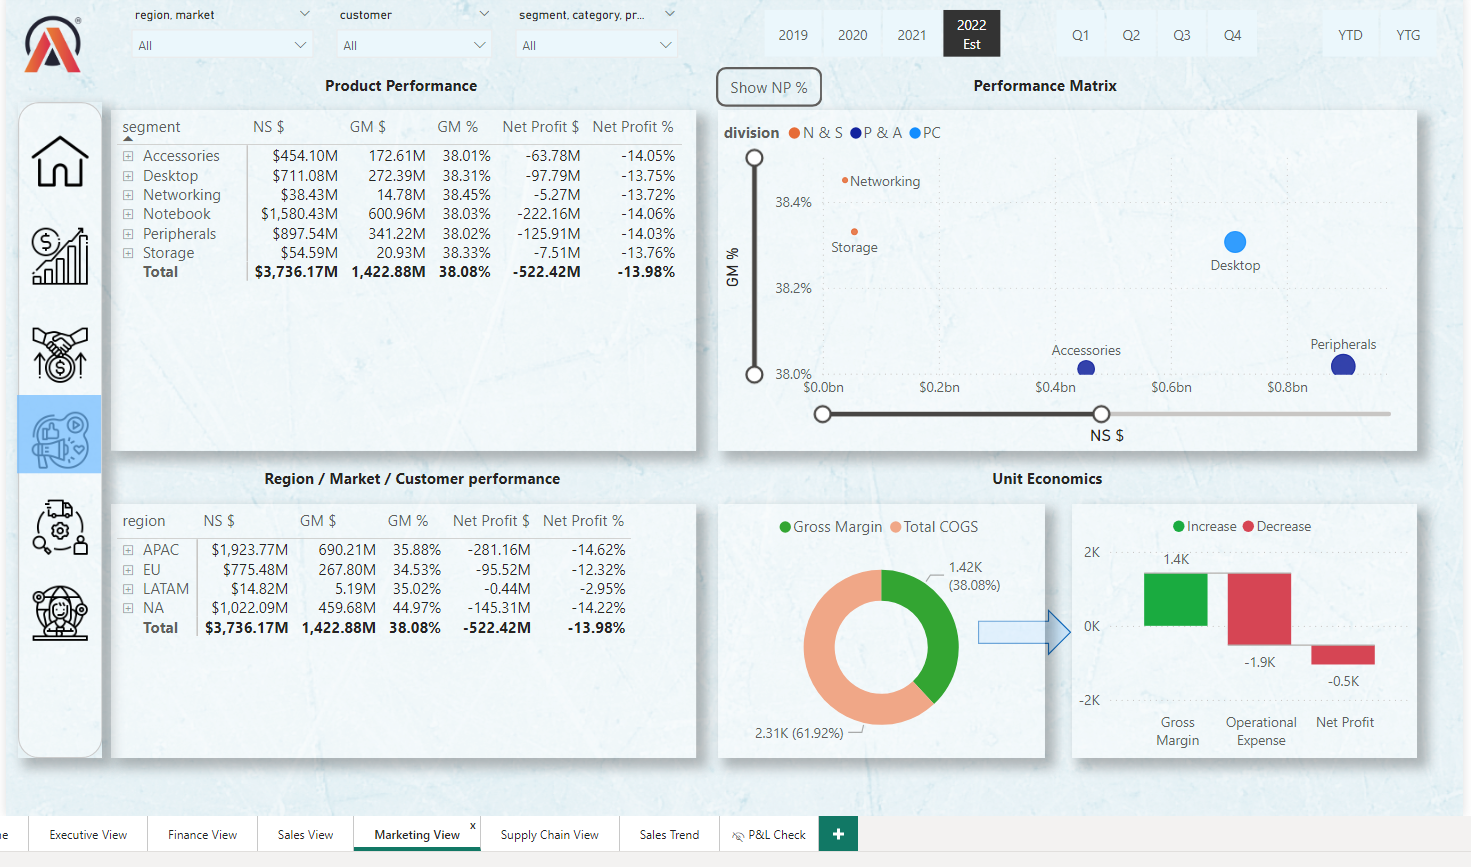 region, market
customer
segment, category, pr...
All
All
All
2019
2020
2021
2022
Est
Q1
Q2
Q3
Q4
YTD
YTG
Product Performance
Show NP %
Performance Matrix
segment NS $ GM $ GM % Net Profit $ Net Profit %
Accessories $454.10M 172.61M 38.01% -63.78M -14.05%
Desktop $711.08M 272.39M 38.31% -97.79M -13.75%
Networking $38.43M 14.78M 38.45% -5.27M -13.72%
Notebook $1,580.43M 600.96M 38.03% -222.16M -14.06%
Peripherals $897.54M 341.22M 38.02% -125.91M -14.03%
Storage $54.59M 20.93M 38.33% -7.51M -13.76%
Total $3,736.17M 1,422.88M 38.08% -522.42M -13.98%
division N & S P & A PC
GM %
38.4%
38.2%
38.0%
Networking
Storage
Desktop
Accessories
Peripherals
$0.0bn $0.2bn $0.4bn $0.6bn $0.8bn
NS $
Region / Market / Customer performance
region NS $ GM $ GM % Net Profit $ Net Profit %
APAC $1,923.77M 690.21M 35.88% -281.16M -14.62%
EU $775.48M 267.80M 34.53% -95.52M -12.32%
LATAM $14.82M 5.19M 35.02% -0.44M -2.95%
NA $1,022.09M 459.68M 44.97% -145.31M -14.22%
Total $3,736.17M 1,422.88M 38.08% -522.42M -13.98%
Unit Economics
Gross Margin Total COGS
1.42K
(38.08%)
2.31K (61.92%)
Increase Decrease
2K
0K
-2K
1.4K
-1.9K
-0.5K
Gross
Margin
Operational
Expense
Net Profit
Executive View
Finance View
Sales View
Marketing View
x
Supply Chain View
Sales Trend
P&L Check
+